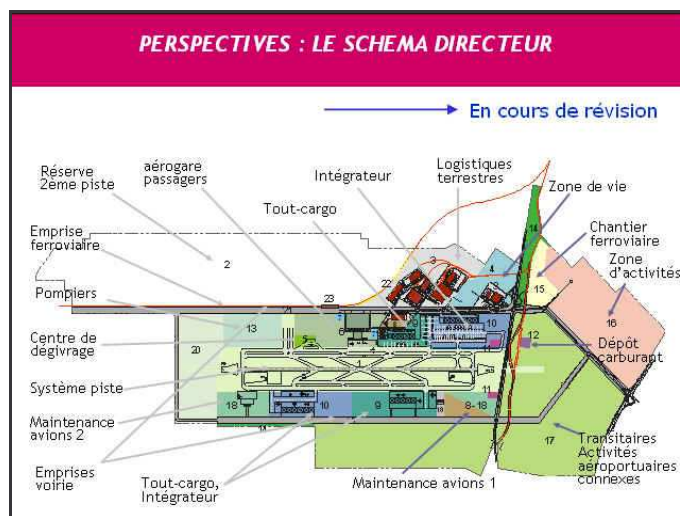 PERSPECTIVES : LE SCHEMA DIRECTEUR
En cours de révision
Réserve
2ème piste
aérogare
passagers
Intégrateur
Logistiques
terrestres
Zone de vie
Tout-cargo
Emprise
ferroviaire
Chantier
ferroviaire
Zone
d'activités
Pompiers
Centre de
dégivrage
Dépôt
carburant
Système piste
Maintenance
avions 2
Emprises
voirie
Tout-cargo,
Intégrateur
Maintenance avions 1
Transitaires
Activités
aéroportuaires
connexes
2
3
4
14
22
23
15
16
13
6
10
12
20
1
11
18
10
9
18
8-18
17